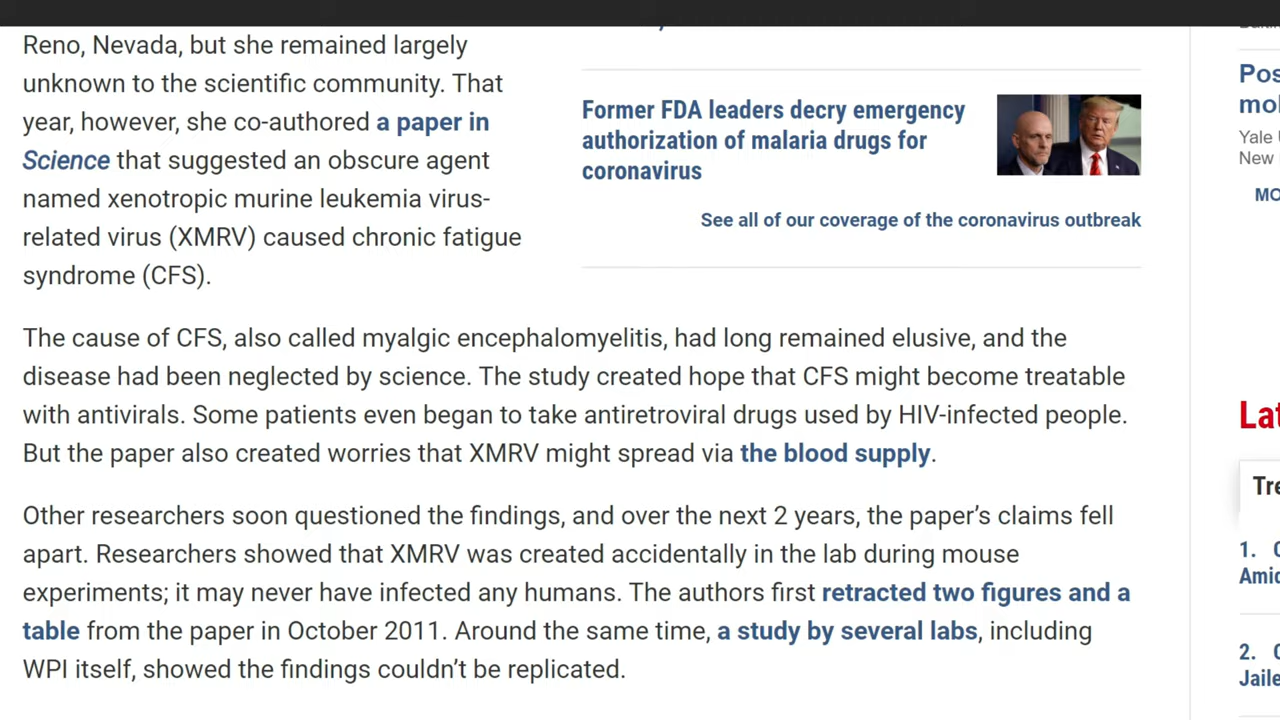 Reno, Nevada, but she remained largely
unknown to the scientific community. That
year, however, she co-authored a paper in
Science that suggested an obscure agent
named xenotropic murine leukemia virus-
related virus (XMRV) caused chronic fatigue
syndrome (CFS).
Former FDA leaders decry emergency
authorization of malaria drugs for
coronavirus
See all of our coverage of the coronavirus outbreak
The cause of CFS, also called myalgic encephalomyelitis, had long remained elusive, and the
disease had been neglected by science. The study created hope that CFS might become treatable
with antivirals. Some patients even began to take antiretroviral drugs used by HIV-infected people.
But the paper also created worries that XMRV might spread via the blood supply.
Other researchers soon questioned the findings, and over the next 2 years, the paper's claims fell
apart. Researchers showed that XMRV was created accidentally in the lab during mouse
experiments; it may never have infected any humans. The authors first retracted two figures and a
table from the paper in October 2011. Around the same time, a study by several labs, including
WPI itself, showed the findings couldn't be replicated.
Pos
mol
Yale
New
MO
Lat
Tre
1.
Amid
2.
Jaile